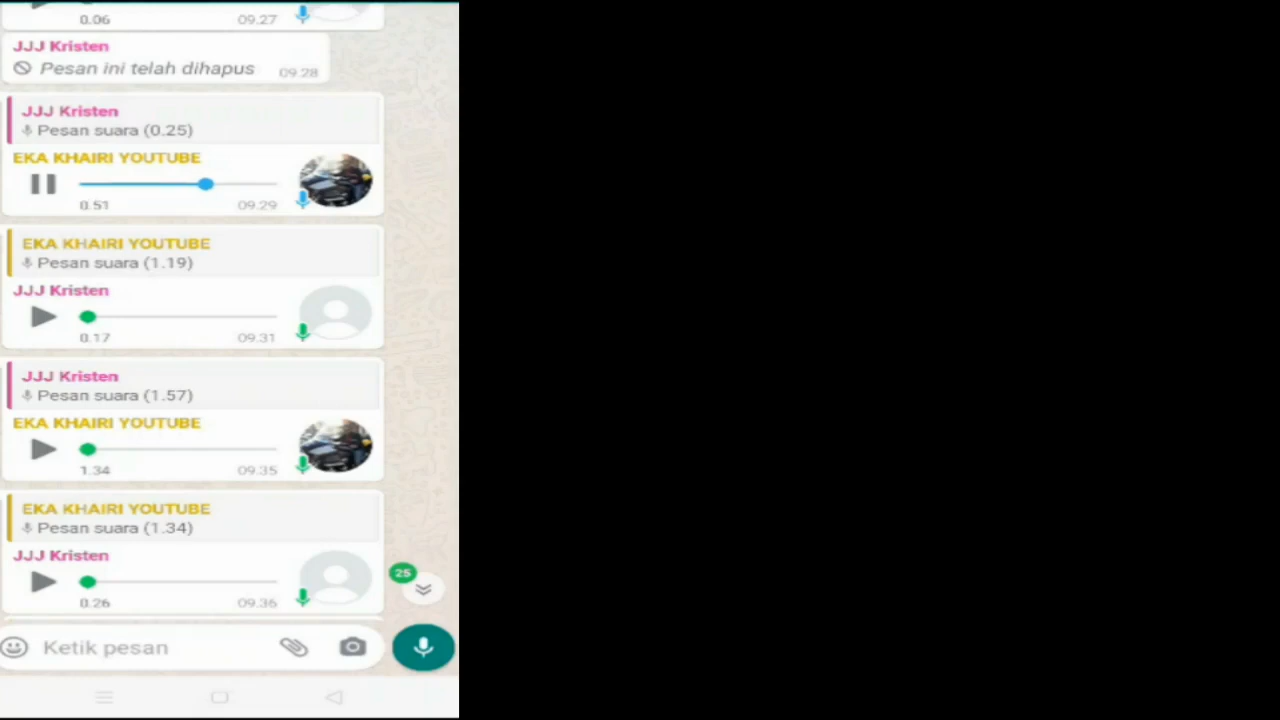 0.06 09.27
JJJ Kristen
Pesan ini telah dihapus 09.28
JJJ Kristen
Pesan suara (0.25)
EKA KHAIRI YOUTUBE
0.51 09.29
EKA KHAIRI YOUTUBE
Pesan suara (1.19)
JJJ Kristen
0.17 09.31
JJJ Kristen
Pesan suara (1.57)
EKA KHAIRI YOUTUBE
1.34 09.35
EKA KHAIRI YOUTUBE
Pesan suara (1.34)
JJJ Kristen
0.26 09.36
25
Ketik pesan